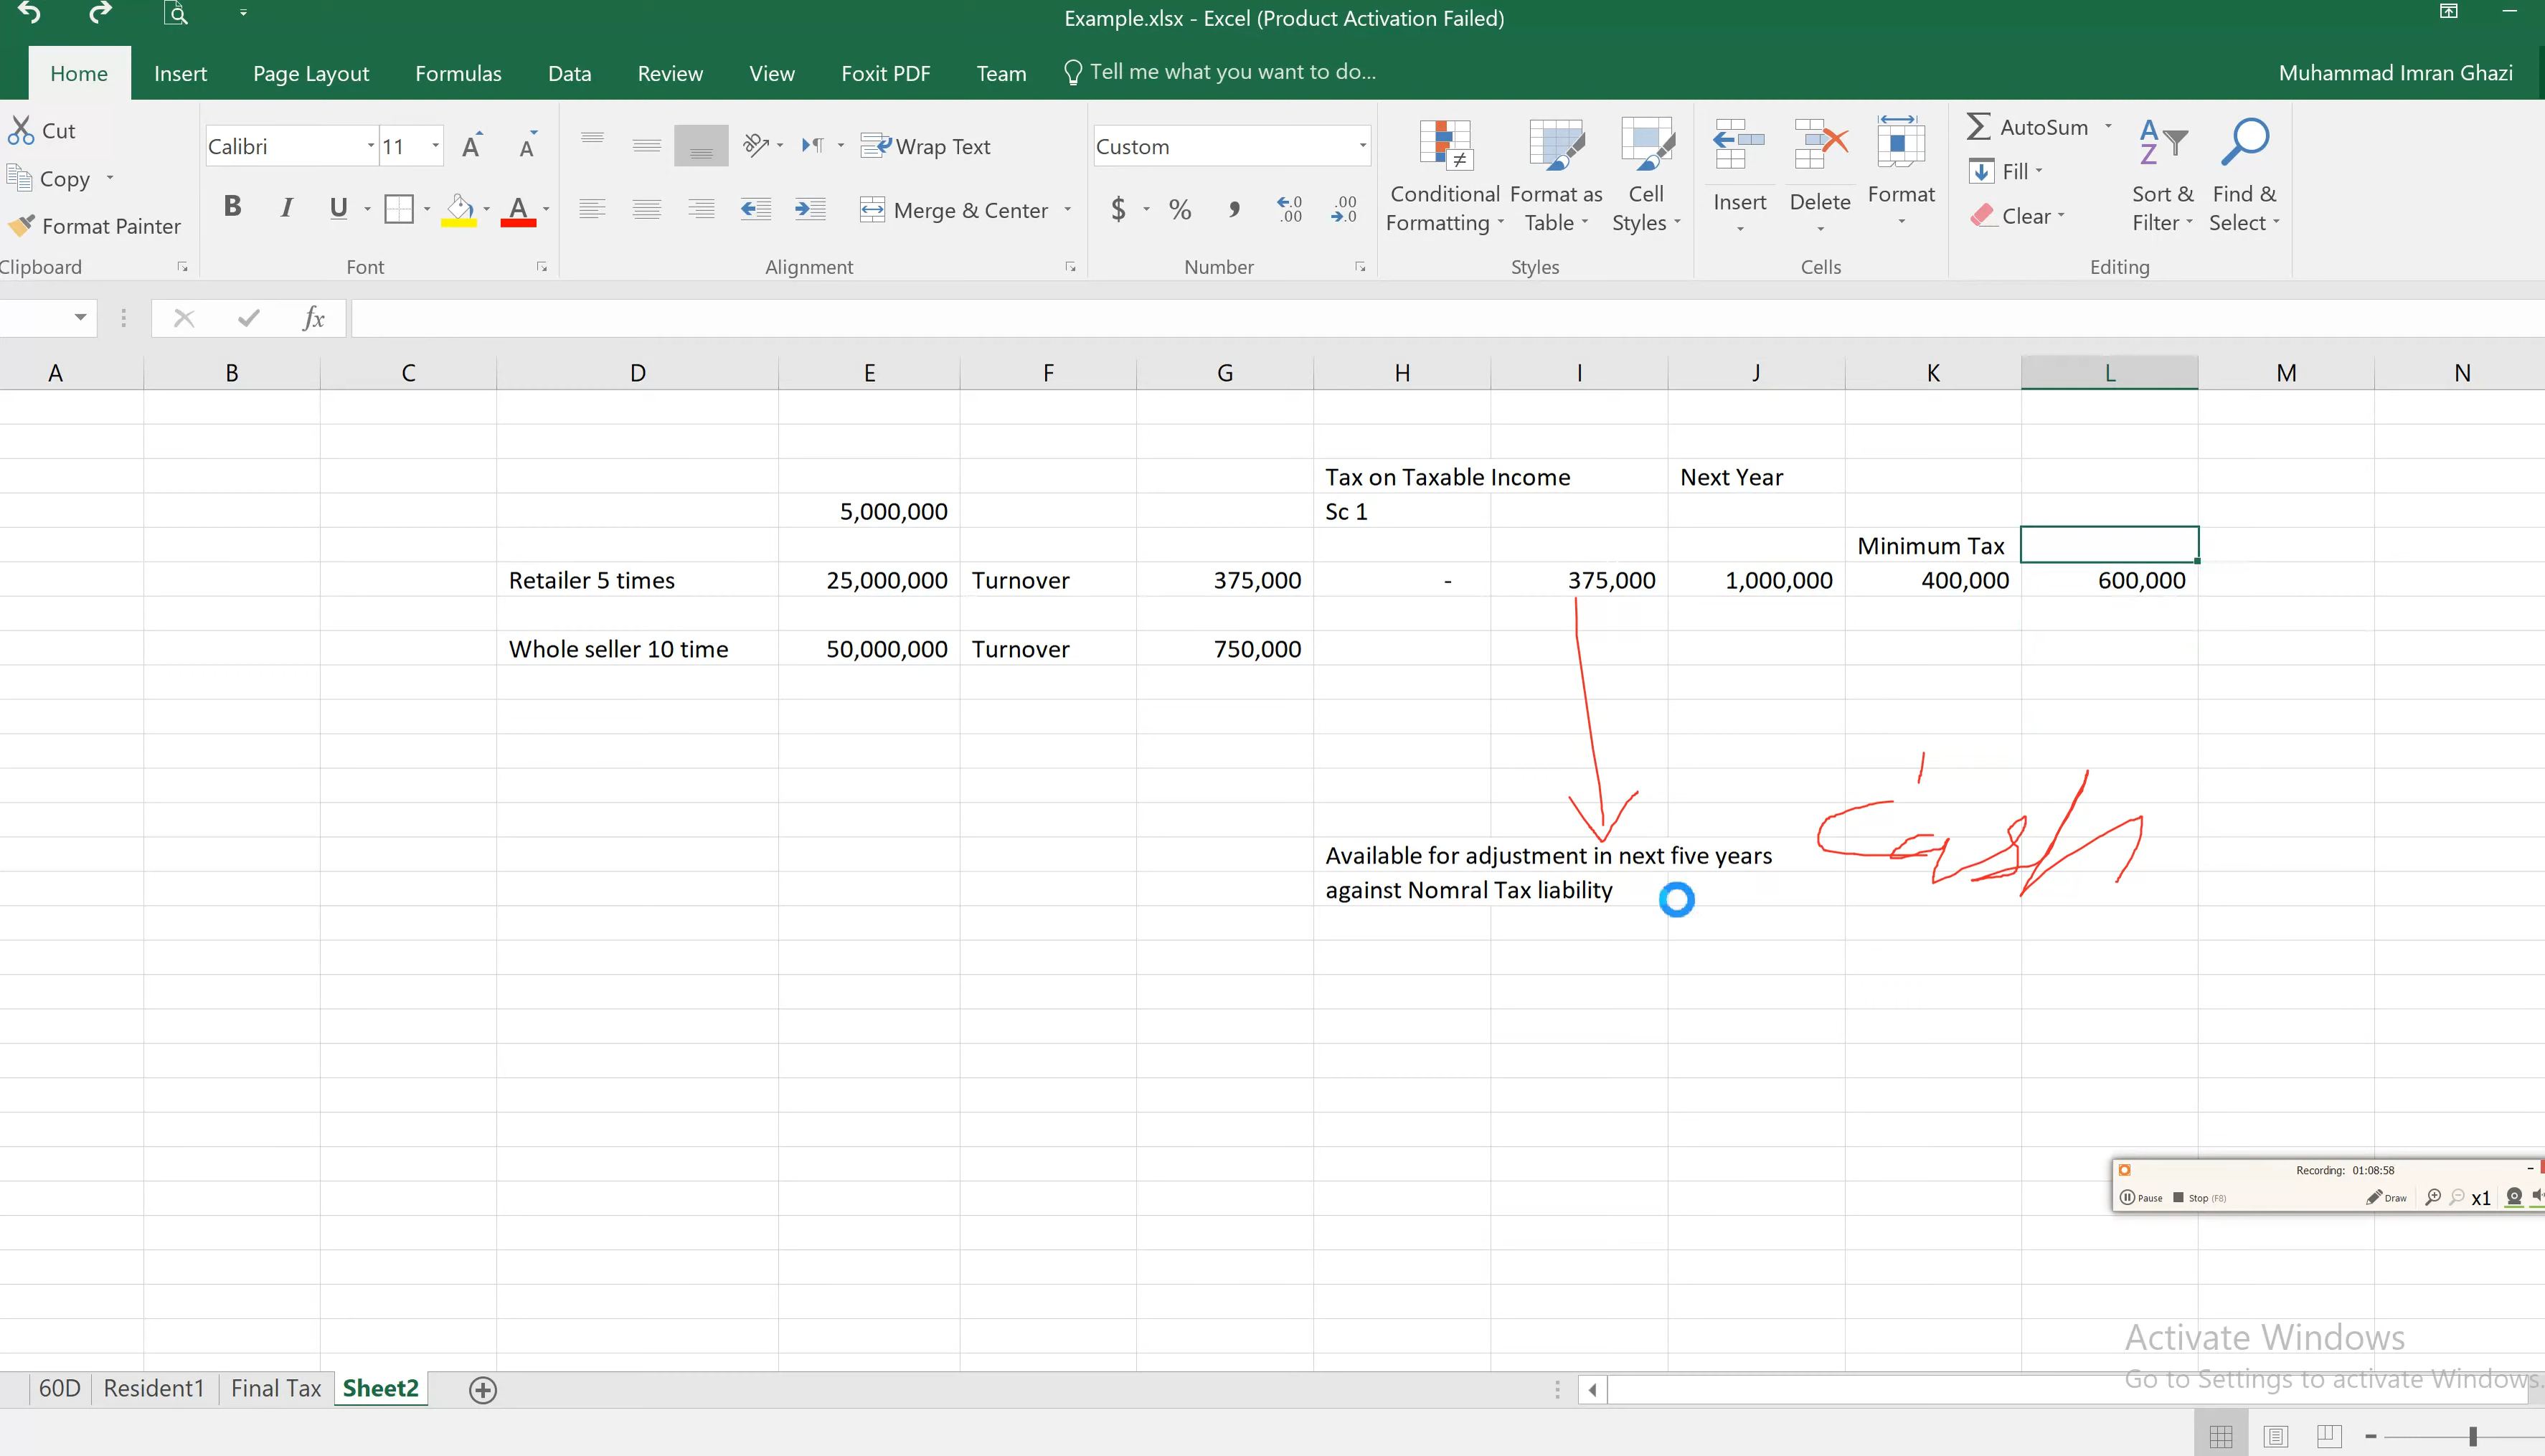 Example.xlsx - Excel (Product Activation Failed)
Home Insert Page Layout Formulas Data Review View Foxit PDF Team Tell me what you want to do... Muhammad Imran Ghazi
Cut
Copy
Format Painter
Clipboard
Calibri 11
B I U
Font
Wrap Text
Merge & Center
Alignment
Custom
$ % , .00 .00
Number
Conditional Formatting
Format as Table
Cell Styles
Styles
Insert
Delete
Format
Cells
AutoSum
Fill
Clear
Sort & Filter
Find & Select
Editing
fx
A B C D E F G H I J K L M N
Tax on Taxable Income Next Year
5,000,000 Sc 1
Minimum Tax
Retailer 5 times 25,000,000 Turnover 375,000 - 375,000 1,000,000 400,000 600,000
Whole seller 10 time 50,000,000 Turnover 750,000
Cash
Available for adjustment in next five years
against Nomral Tax liability
Recording: 01:08:58
Pause Stop (F8) Draw x1
Activate Windows
Go to Settings to activate Windows.
60D Resident1 Final Tax Sheet2